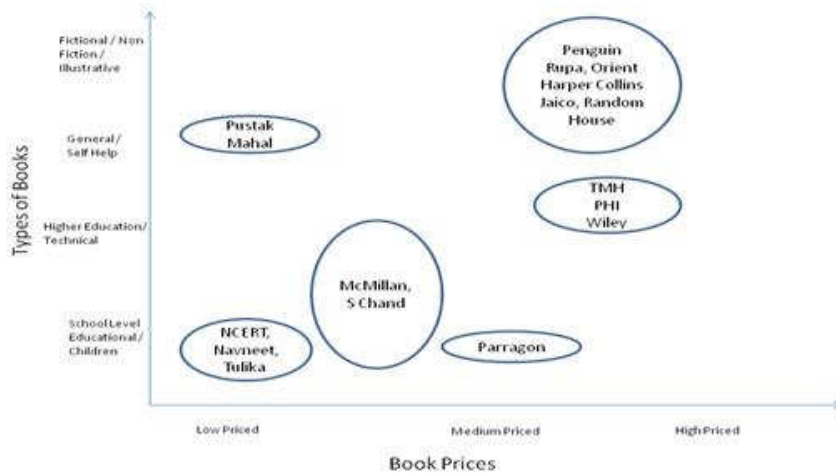 Types of Books
Fictional / Non
Fiction /
Illustrative
General /
Self Help
Higher Education/
Technical
School Level
Educational /
Children
Penguin
Rupa, Orient
Harper Collins
Jaico, Random
House
Pustak
Mahal
TMH
PHI
Wiley
McMillan,
S Chand
NCERT,
Navneet,
Tulika
Parragon
Low Priced
Medium Priced
High Priced
Book Prices